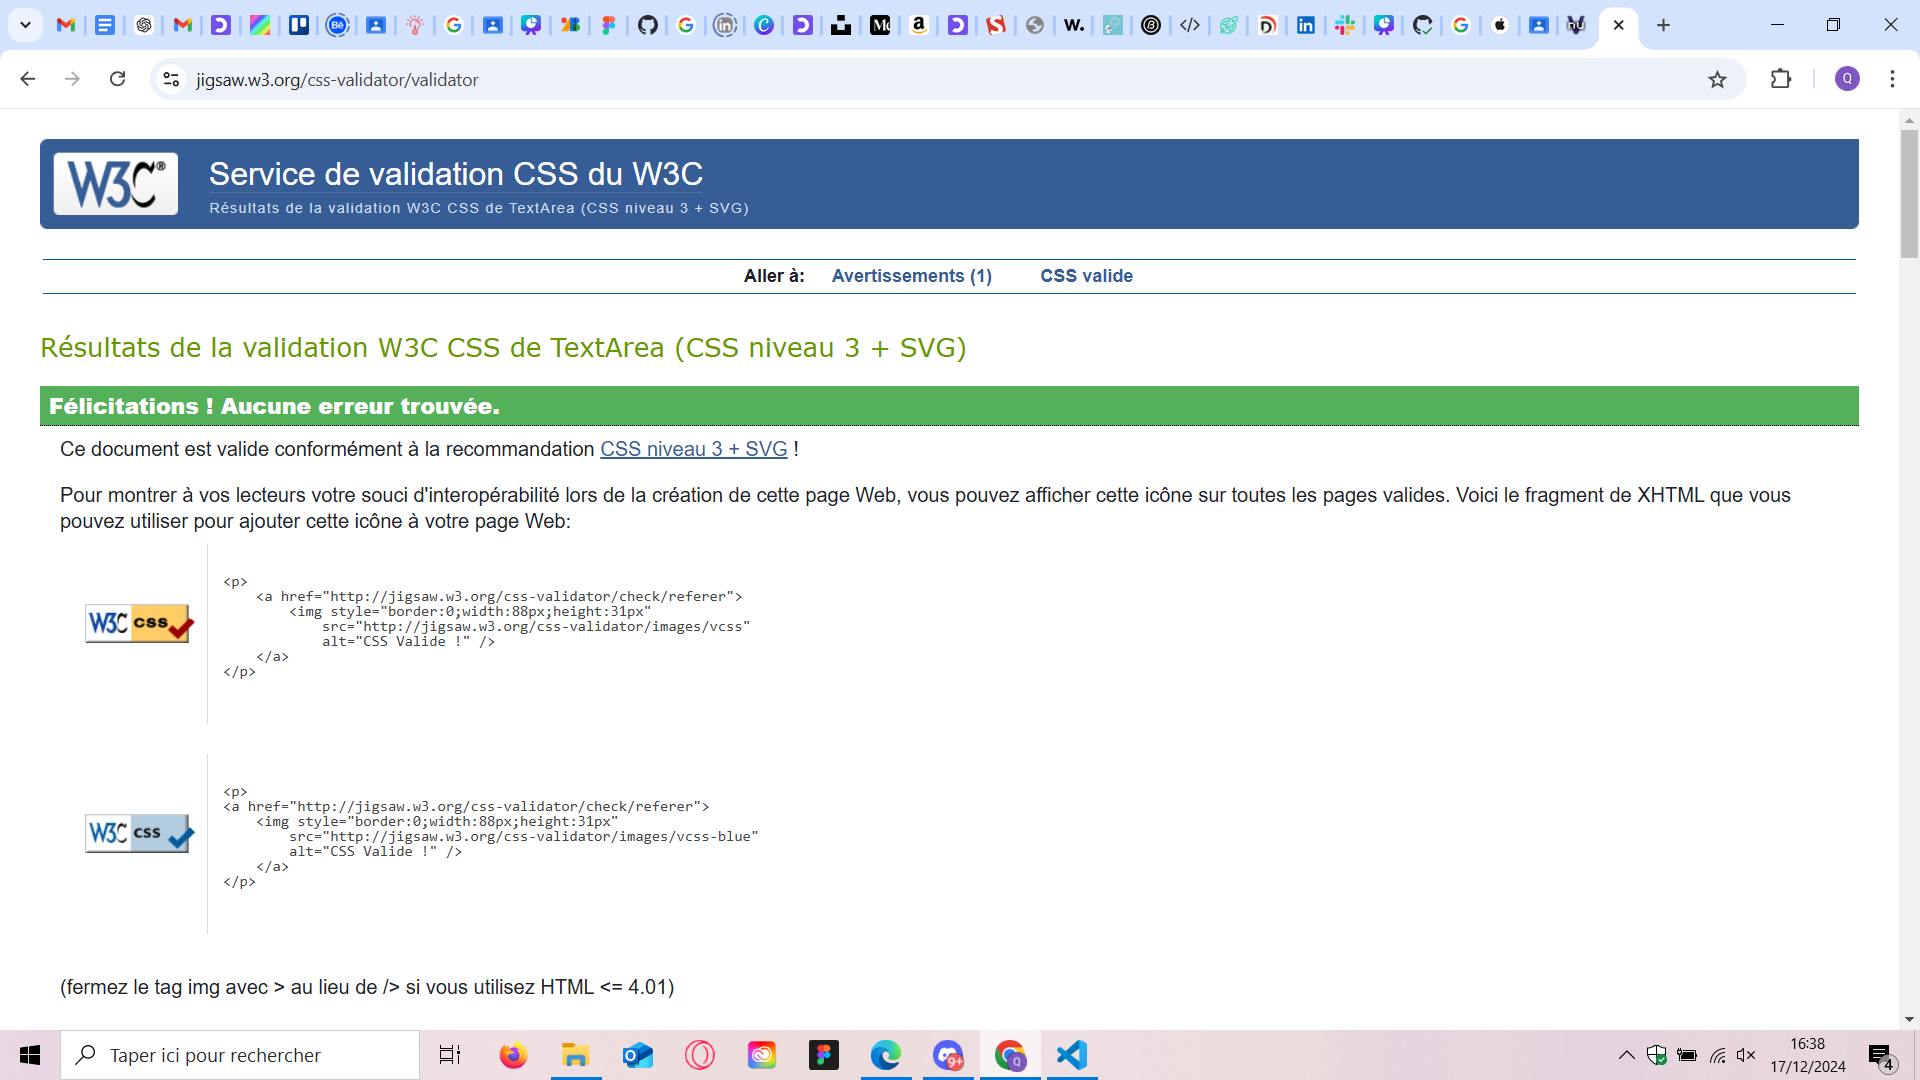 jigsaw.w3.org/css-validator/validator
Q
W3C®
Service de validation CSS du W3C
Résultats de la validation W3C CSS de TextArea (CSS niveau 3 + SVG)
Aller à: Avertissements (1) CSS valide
Résultats de la validation W3C CSS de TextArea (CSS niveau 3 + SVG)
Félicitations ! Aucune erreur trouvée.
Ce document est valide conformément à la recommandation CSS niveau 3 + SVG !
Pour montrer à vos lecteurs votre souci d'interopérabilité lors de la création de cette page Web, vous pouvez afficher cette icône sur toutes les pages valides. Voici le fragment de XHTML que vous
pouvez utiliser pour ajouter cette icône à votre page Web:
W3C css
<p>
    <a href="http://jigsaw.w3.org/css-validator/check/referer">
        <img style="border:0;width:88px;height:31px"
            src="http://jigsaw.w3.org/css-validator/images/vcss"
            alt="CSS Valide !" />
    </a>
</p>
W3C css
<p>
<a href="http://jigsaw.w3.org/css-validator/check/referer">
    <img style="border:0;width:88px;height:31px"
        src="http://jigsaw.w3.org/css-validator/images/vcss-blue"
        alt="CSS Valide !" />
    </a>
</p>
(fermez le tag img avec > au lieu de /> si vous utilisez HTML <= 4.01)
Taper ici pour rechercher
9+
Q
16:38
17/12/2024
4